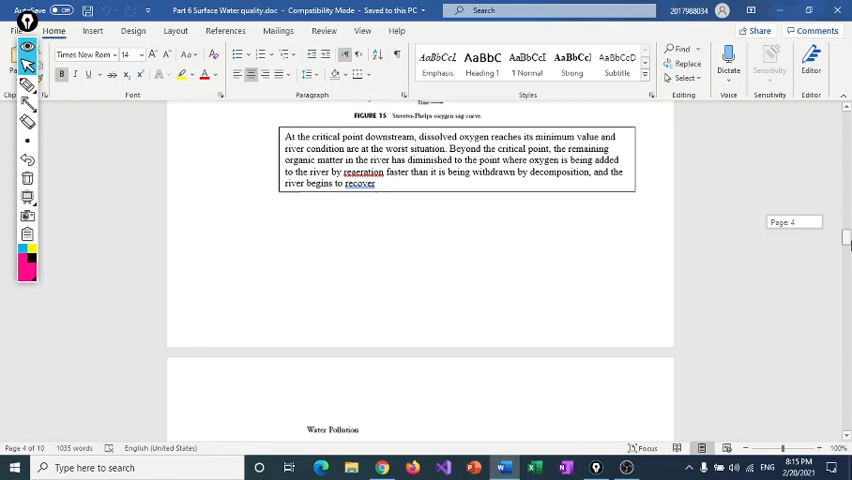 AutoSave Off Part 6 Surface Water quality.doc - Compatibility Mode - Saved to this PC Search 2017988034
File Home Insert Design Layout References Mailings Review View Help Share Comments
Times New Rom 14 Emphasis Heading 1 1 Normal Strong Subtitle Find Replace Select Dictate Sensitivity Editor
Font Paragraph Styles Editing Voice Sensitivity Editor
Time
FIGURE 15 Streeter-Phelps oxygen sag curve.
At the critical point downstream, dissolved oxygen reaches its minimum value and
river condition are at the worst situation. Beyond the critical point, the remaining
organic matter in the river has diminished to the point where oxygen is being added
to the river by reaeration faster than it is being withdrawn by decomposition, and the
river begins to recover
Page: 4
Water Pollution
Page 4 of 10 1035 words English (United States) Focus 100%
Type here to search ENG 8:15 PM
2/20/2021